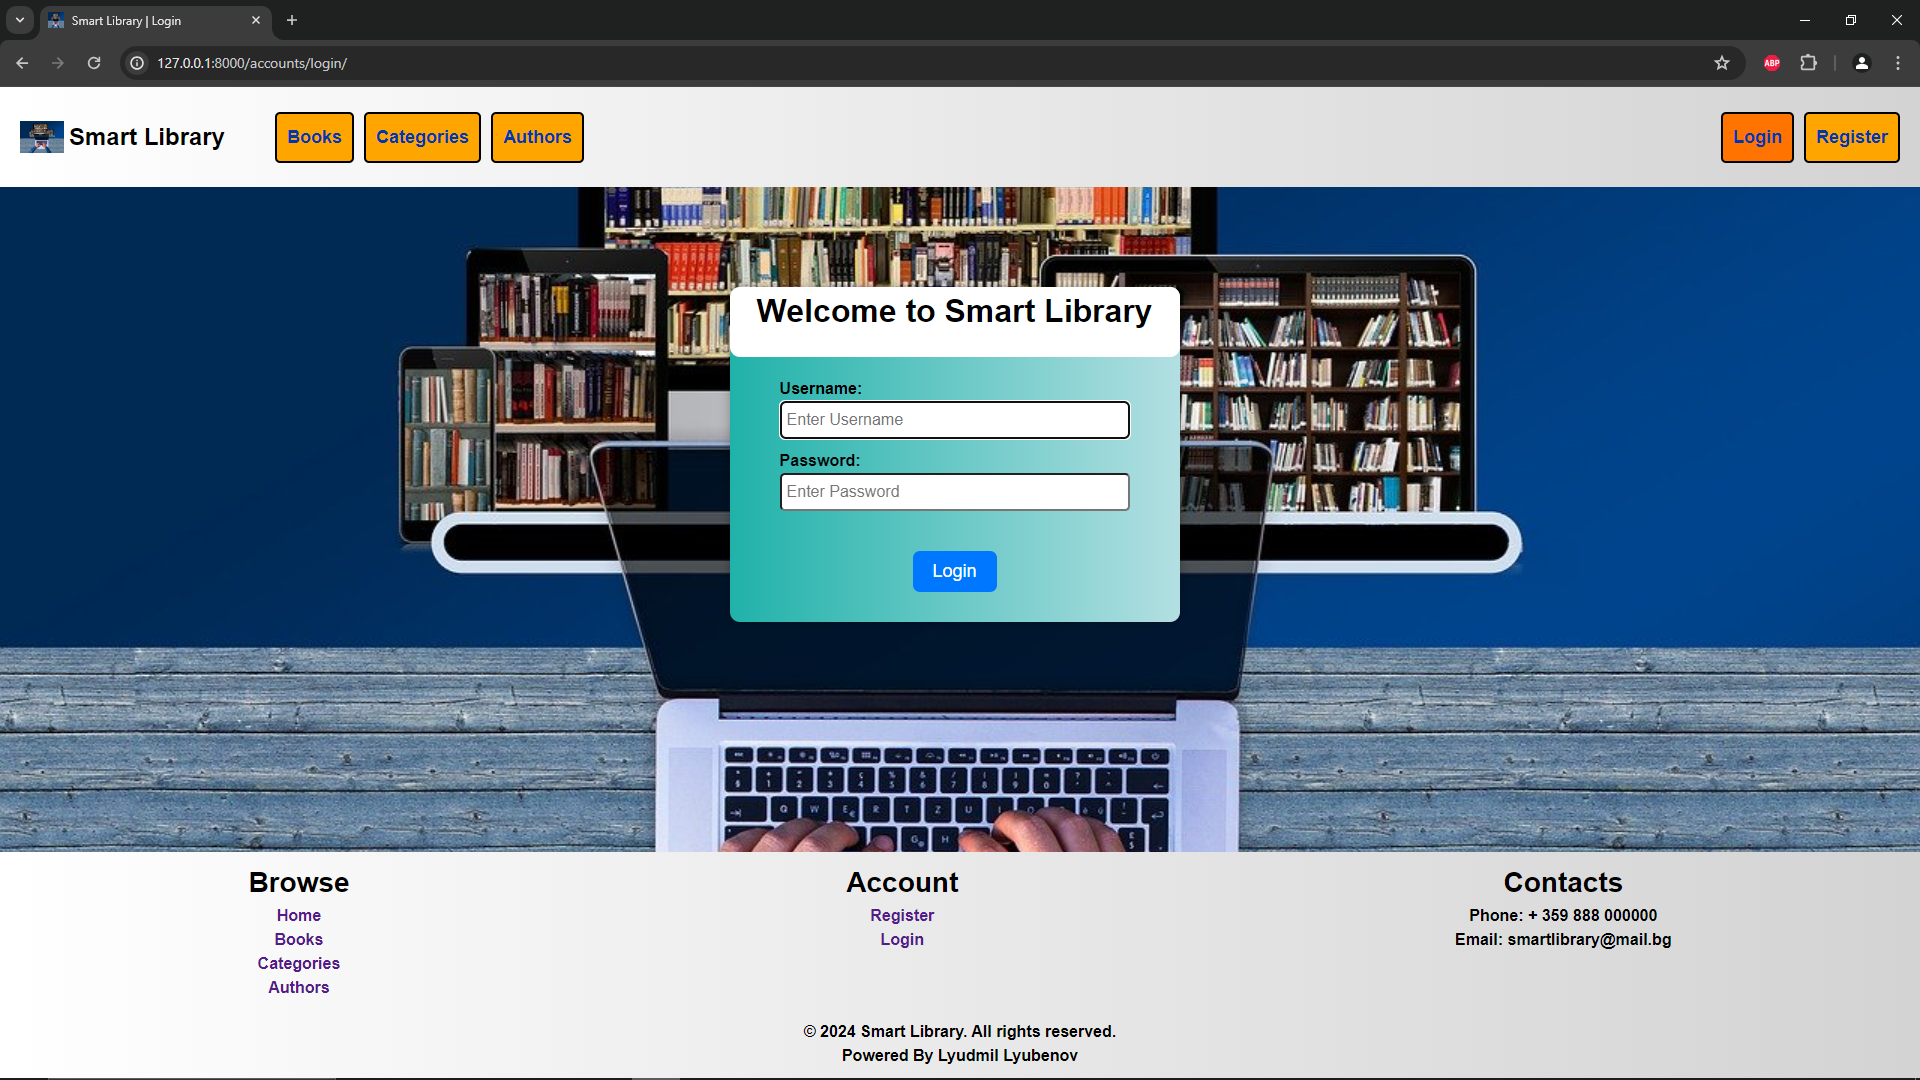 Smart Library | Login
127.0.0.1:8000/accounts/login/
ABP
Smart Library
Books
Categories
Authors
Login
Register
Welcome to Smart Library
Username:
Enter Username
Password:
Enter Password
Login
Browse
Home
Books
Categories
Authors
Account
Register
Login
Contacts
Phone: + 359 888 000000
Email: smartlibrary@mail.bg
© 2024 Smart Library. All rights reserved.
Powered By Lyudmil Lyubenov